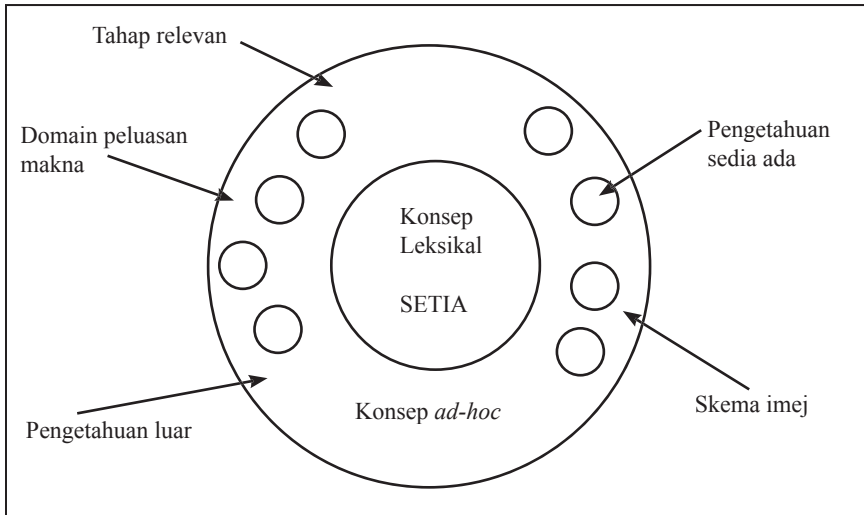 Tahap relevan
Domain peluasan
makna
Pengetahuan
sedia ada
Konsep
Leksikal
SETIA
Konsep ad-hoc
Skema imej
Pengetahuan luar